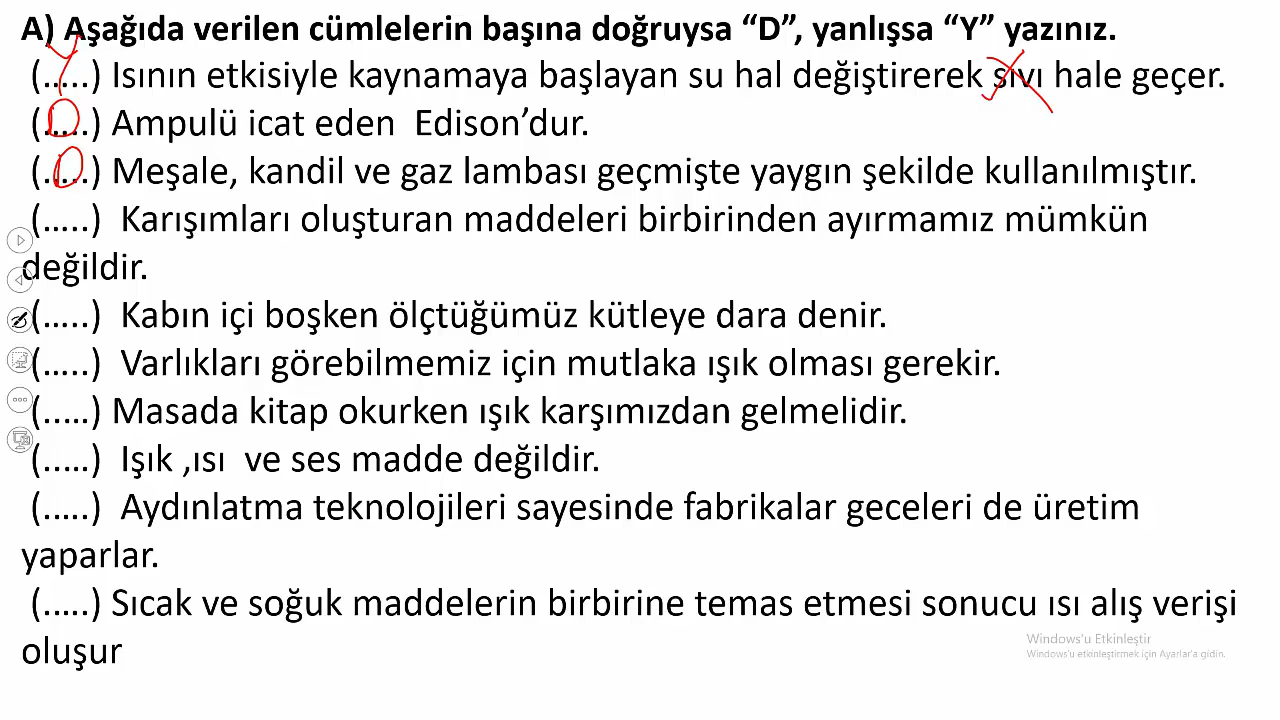 A) Aşağıda verilen cümlelerin başına doğruysa “D”, yanlışsa “Y” yazınız.
(.Y...) Isının etkisiyle kaynamaya başlayan su hal değiştirerek sıvı hale geçer.
(.D...) Ampulü icat eden Edison’dur.
(.D...) Meşale, kandil ve gaz lambası geçmişte yaygın şekilde kullanılmıştır.
(.....) Karışımları oluşturan maddeleri birbirinden ayırmamız mümkün
değildir.
(.....) Kabın içi boşken ölçtüğümüz kütleye dara denir.
(.....) Varlıkları görebilmemiz için mutlaka ışık olması gerekir.
(.....) Masada kitap okurken ışık karşımızdan gelmelidir.
(.....) Işık ,ısı ve ses madde değildir.
(.....) Aydınlatma teknolojileri sayesinde fabrikalar geceleri de üretim
yaparlar.
(.....) Sıcak ve soğuk maddelerin birbirine temas etmesi sonucu ısı alış verişi
oluşur
Windows'u Etkinleştir
Windows'u etkinleştirmek için Ayarlar'a gidin.